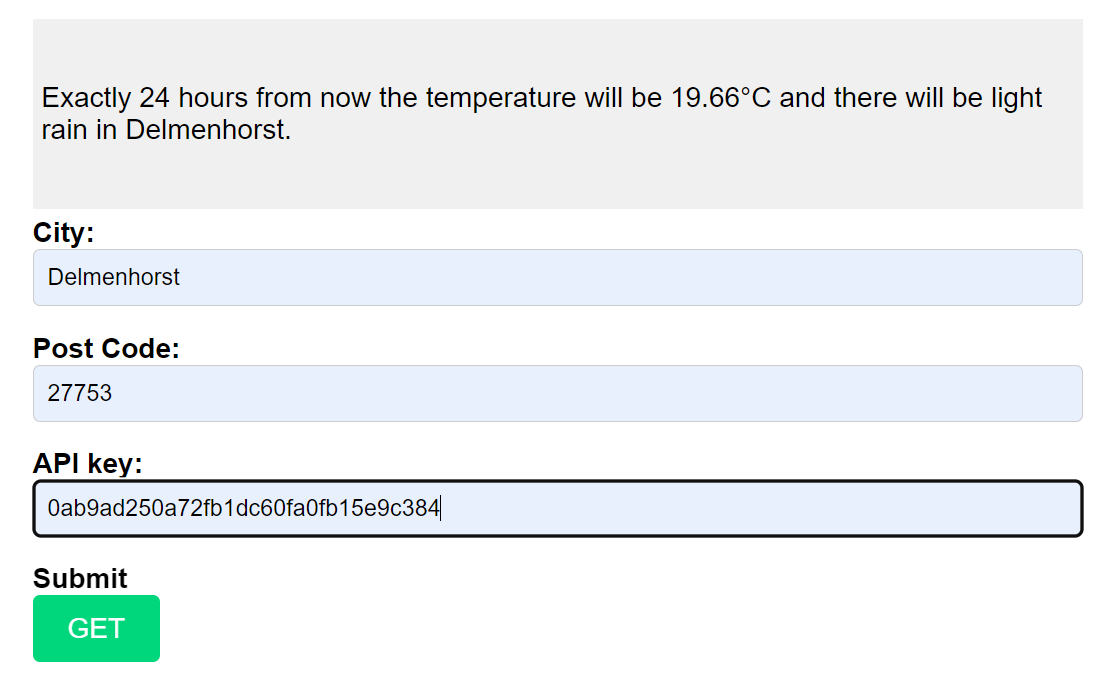 Exactly 24 hours from now the temperature will be 19.66°C and there will be light
rain in Delmenhorst.
City:
Delmenhorst
Post Code:
27753
API key:
0ab9ad250a72fb1dc60fa0fb15e9c384
Submit
GET